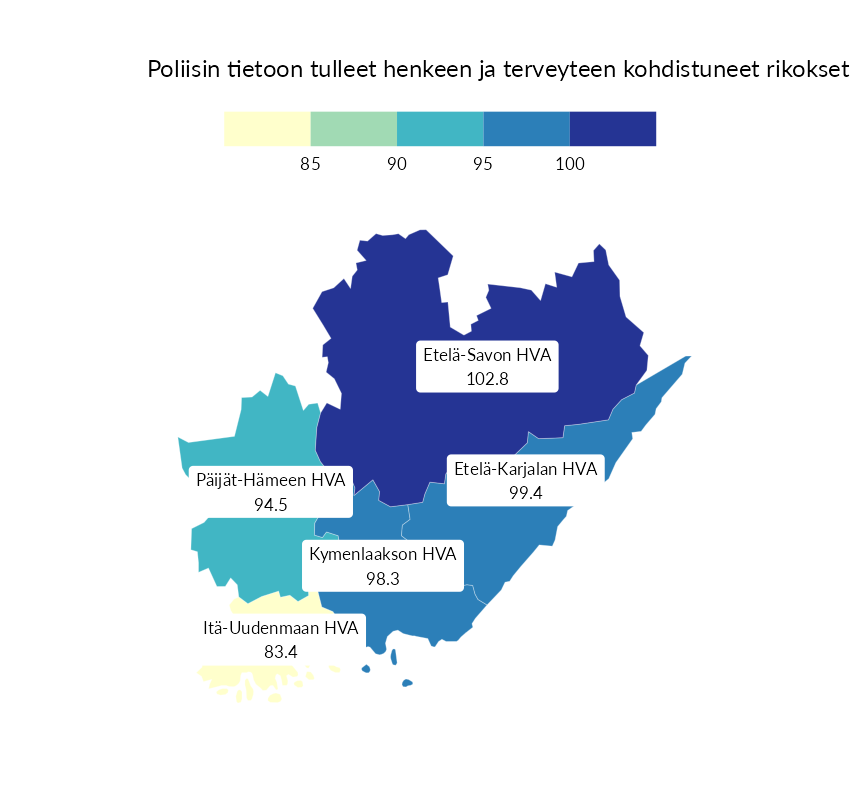 Poliisin tietoon tulleet henkeen ja terveyteen kohdistuneet rikokset
85 90 95 100
Etelä-Savon HVA
102.8
Etelä-Karjalan HVA
99.4
Päijät-Hämeen HVA
94.5
Kymenlaakson HVA
98.3
Itä-Uudenmaan HVA
83.4